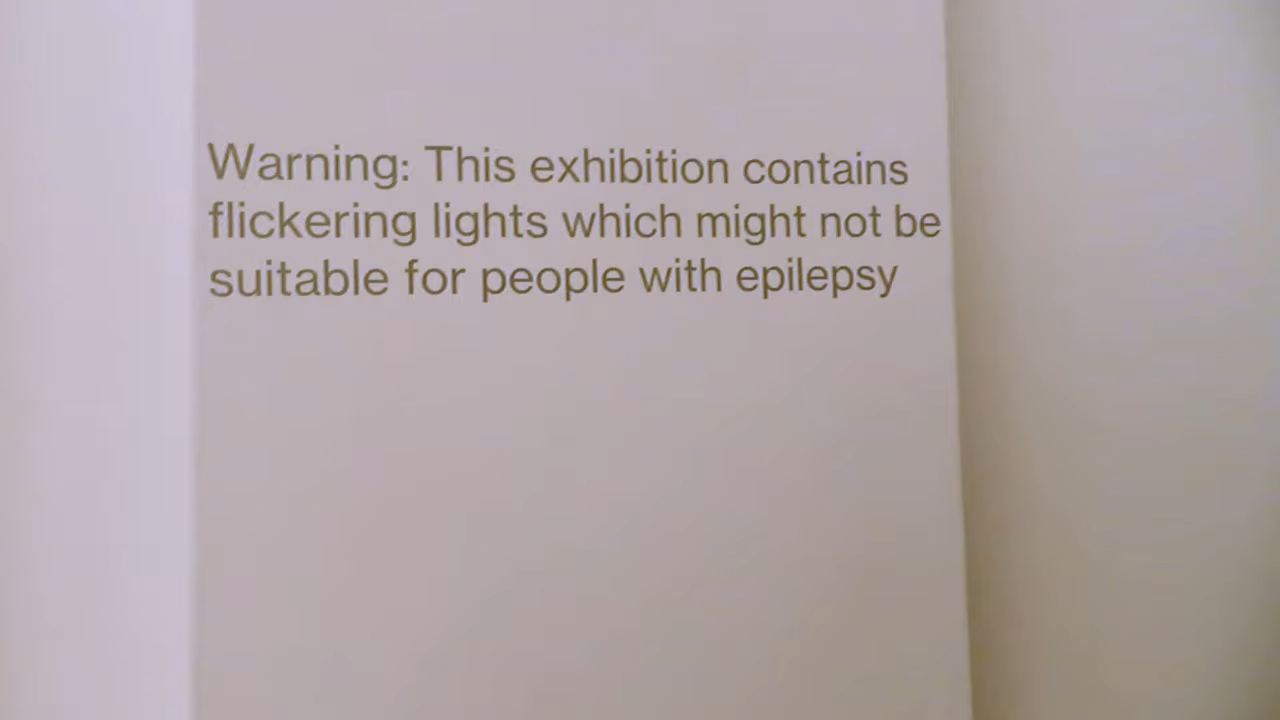 Warning: This exhibition contains
flickering lights which might not be
suitable for people with epilepsy